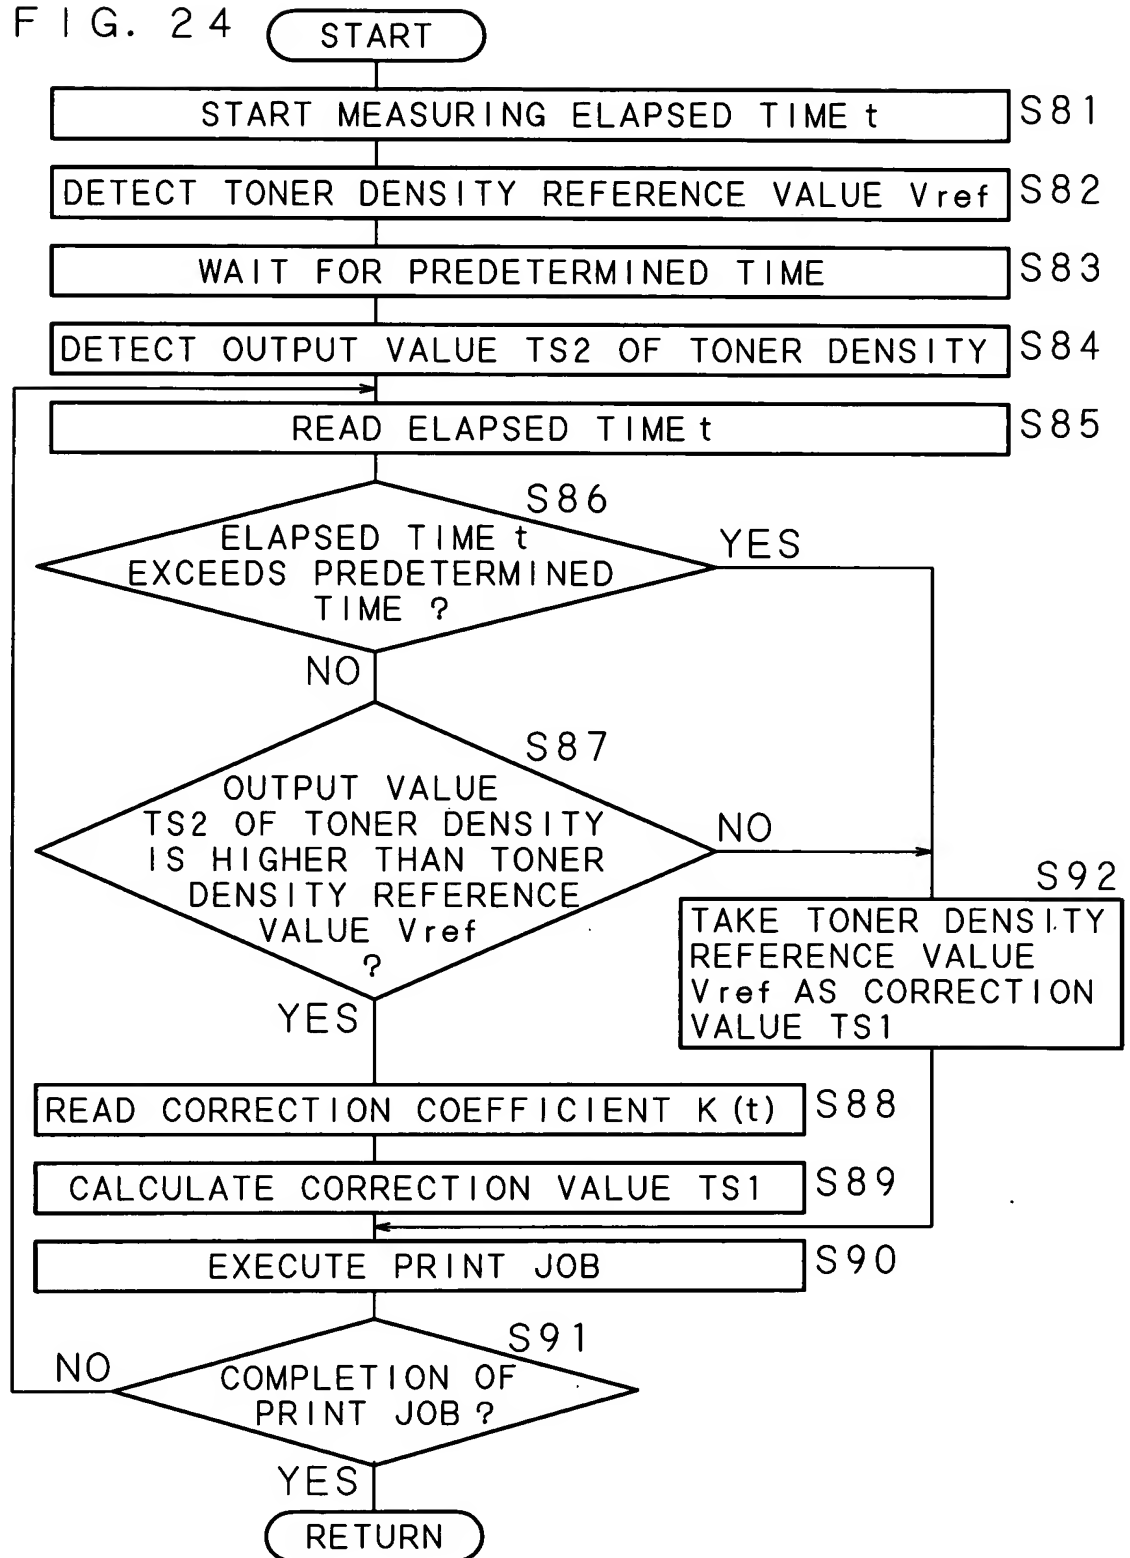 FIG. 24
START
START MEASURING ELAPSED TIME t
S81
DETECT TONER DENSITY REFERENCE VALUE Vref
S82
WAIT FOR PREDETERMINED TIME
S83
DETECT OUTPUT VALUE TS2 OF TONER DENSITY
S84
READ ELAPSED TIME t
S85
S86
ELAPSED TIME t
EXCEEDS PREDETERMINED
TIME ?
YES
NO
S87
OUTPUT VALUE
TS2 OF TONER DENSITY
IS HIGHER THAN TONER
DENSITY REFERENCE
VALUE Vref
?
NO
YES
S92
TAKE TONER DENSITY
REFERENCE VALUE
Vref AS CORRECTION
VALUE TS1
READ CORRECTION COEFFICIENT K(t)
S88
CALCULATE CORRECTION VALUE TS1
S89
EXECUTE PRINT JOB
S90
S91
COMPLETION OF
PRINT JOB ?
NO
YES
RETURN